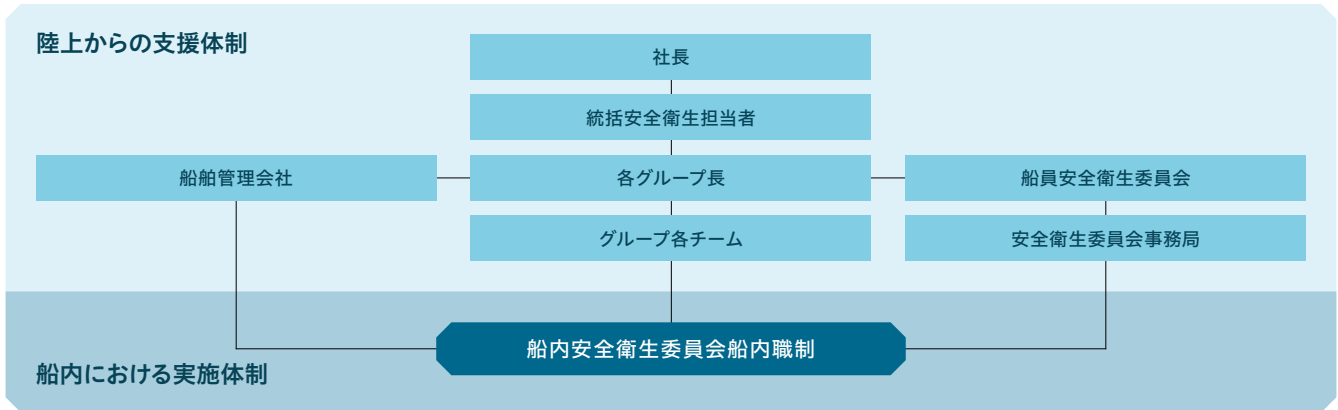 陸上からの支援体制
社長
統括安全衛生担当者
船舶管理会社
各グループ長
船員安全衛生委員会
グループ各チーム
安全衛生委員会事務局
船内安全衛生委員会船内職制
船内における実施体制